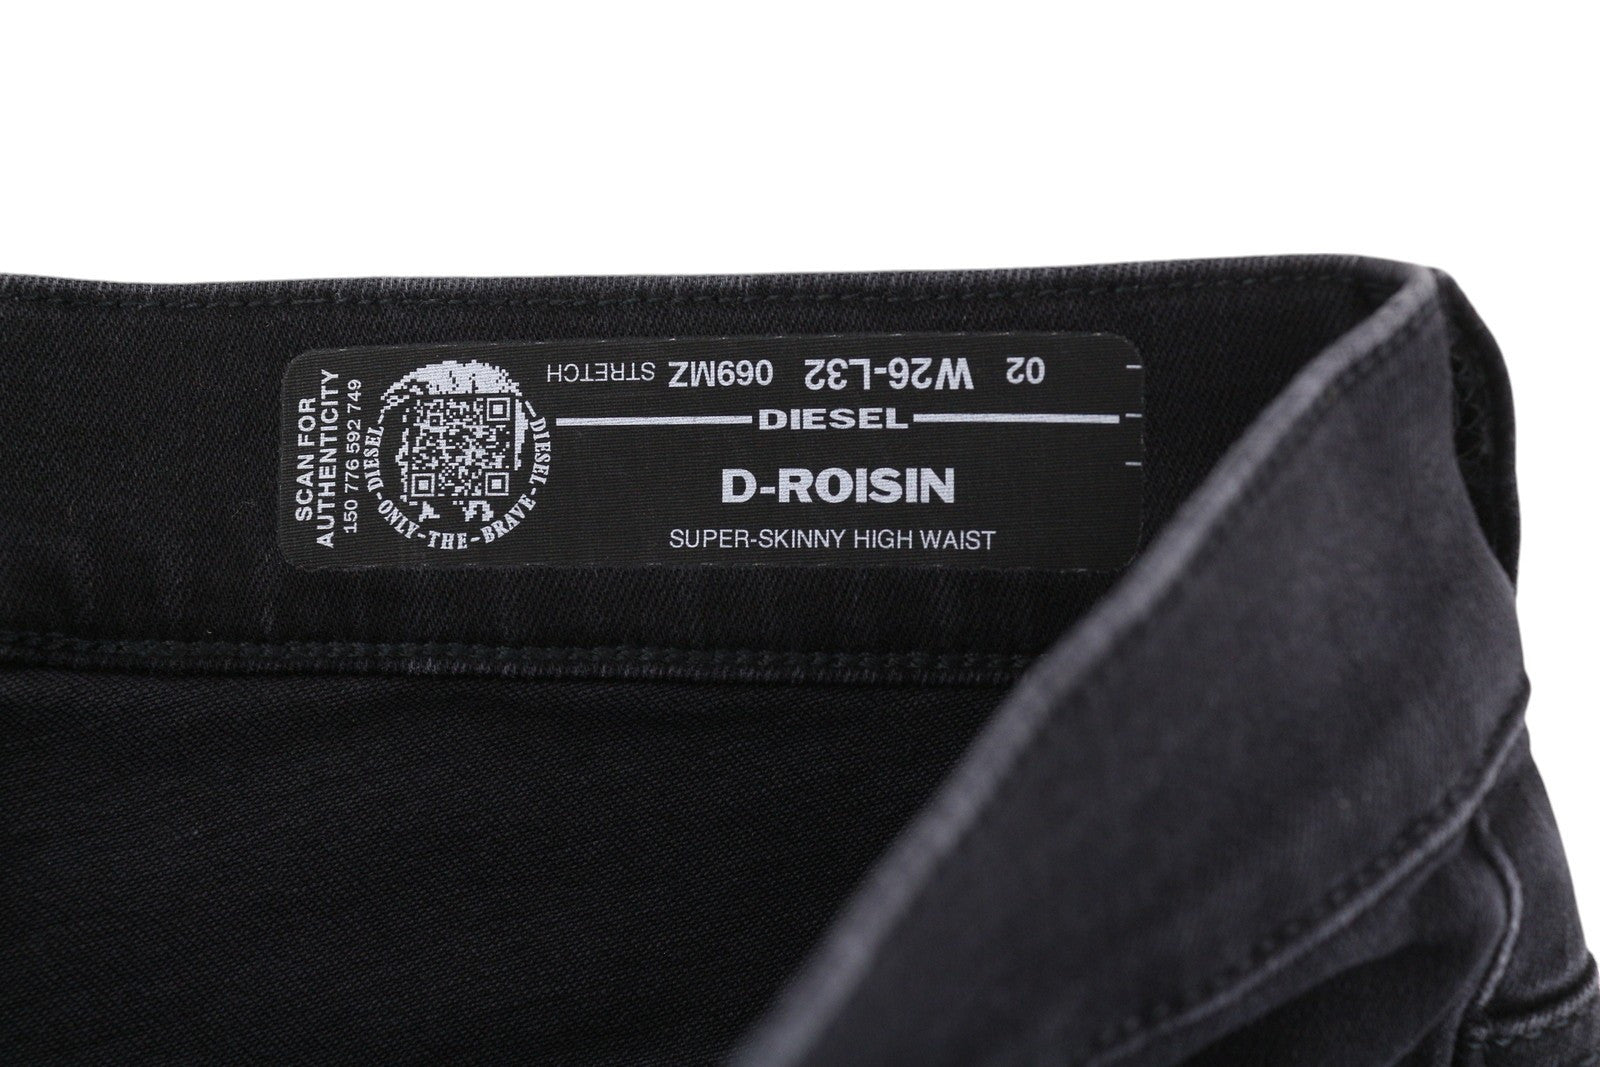 SCAN FOR
AUTHENTICITY
150 776 592 749
DIESEL-ONLY-THE-BRAVE-DIESEL
02 W26-L32 069MZ STRETCH
DIESEL
D-ROISIN
SUPER-SKINNY HIGH WAIST